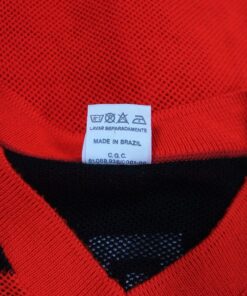 LAVAR SEPARADAMENTE
MADE IN BRAZIL
C.G.C.